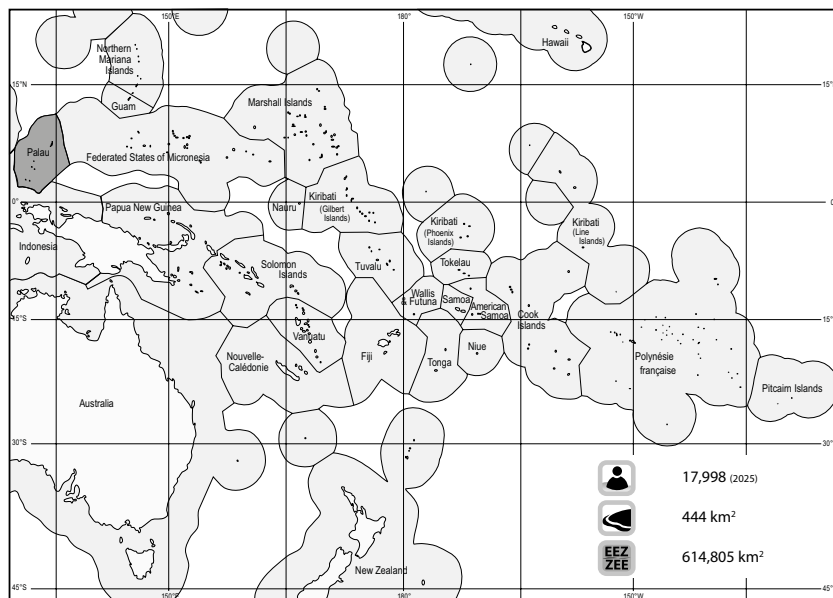 150°E
180°
150°W
Hawaii
Northern
Mariana
Islands
15°N
15°N
Guam
Marshall Islands
Palau
Federated States of Micronesia
0°
0°
Papua New Guinea
Nauru
Kiribati
(Gilbert
Islands)
Kiribati
(Phoenix
Islands)
Kiribati
(Line
Islands)
Indonesia
Solomon
Islands
Tuvalu
Tokelau
Wallis
& Futuna
Samoa
American
Samoa
Cook
Islands
15°S
15°S
Vanuatu
Nouvelle-
Calédonie
Fiji
Tonga
Niue
Polynésie
française
Pitcairn Islands
Australia
30°S
30°S
17,998 (2025)
444 km²
EEZ
ZEE
614,805 km²
New Zealand
45°S
45°S
150°E
180°
150°W